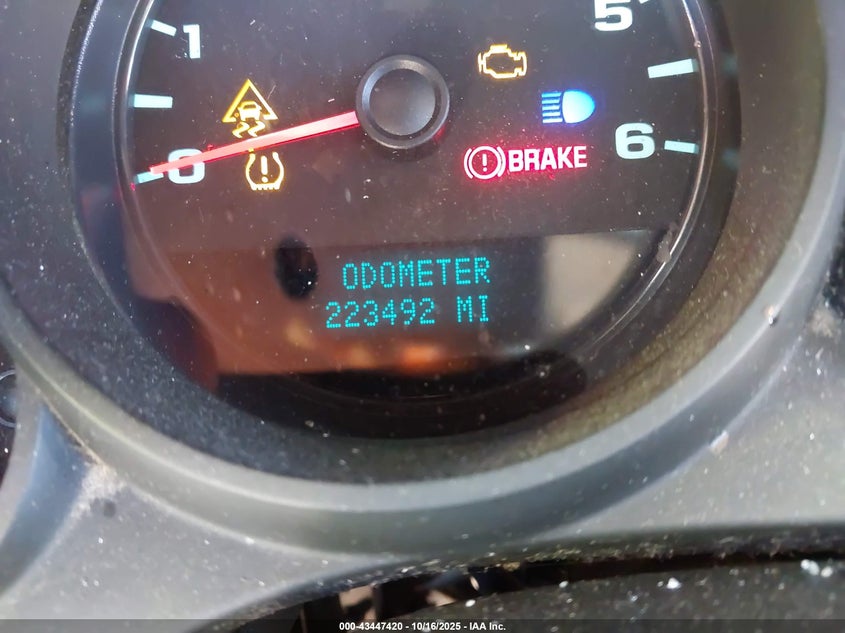 1
5
0
6
BRAKE
ODOMETER
223492 MI
000-43447420 - 10/16/2025 - IAA Inc.